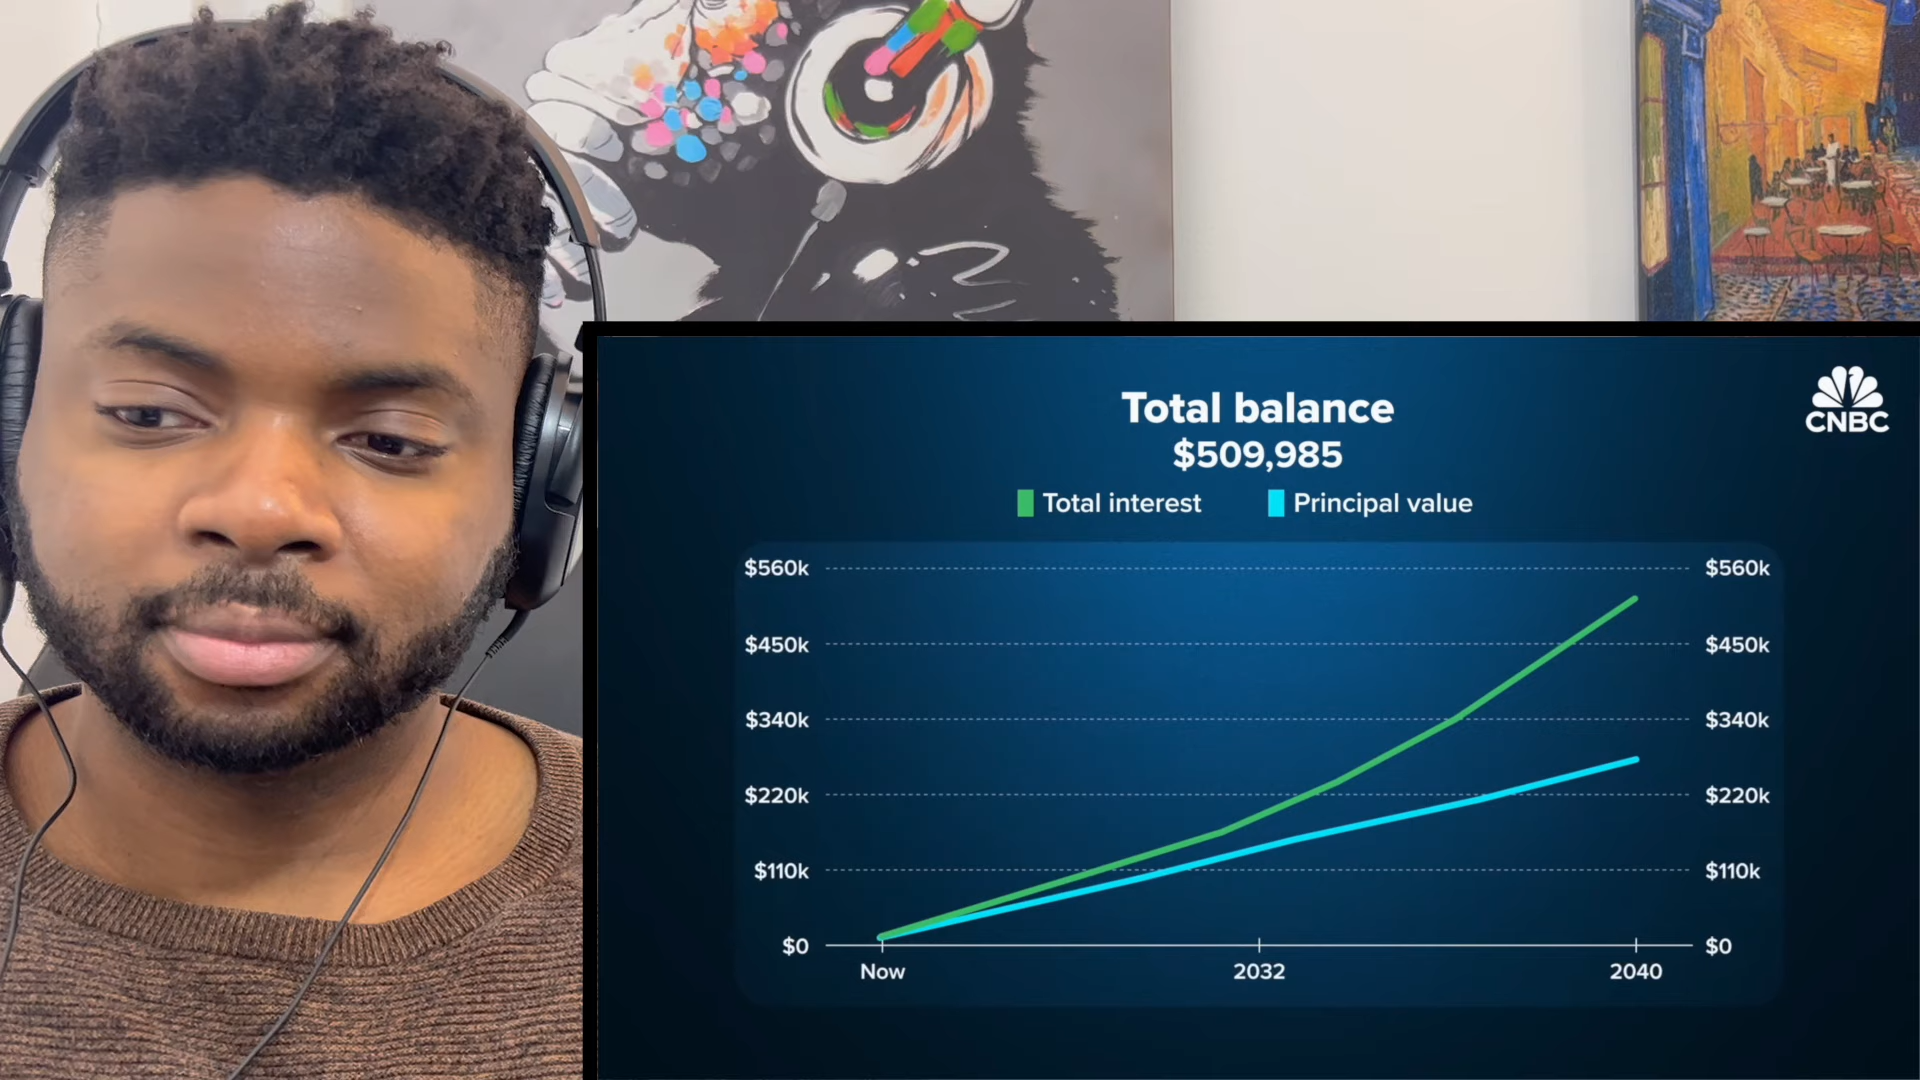 CNBC
Total balance
$509,985
Total interest Principal value
$560k $560k
$450k $450k
$340k $340k
$220k $220k
$110k $110k
$0 $0
Now 2032 2040